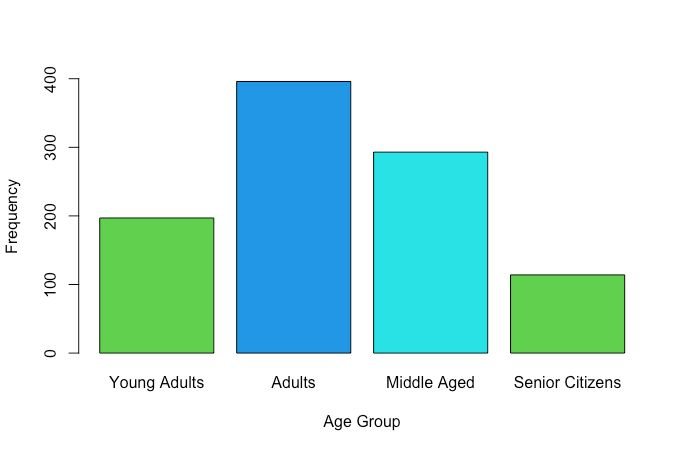 400
300
200
100
0
Frequency
Young Adults
Adults
Middle Aged
Senior Citizens
Age Group